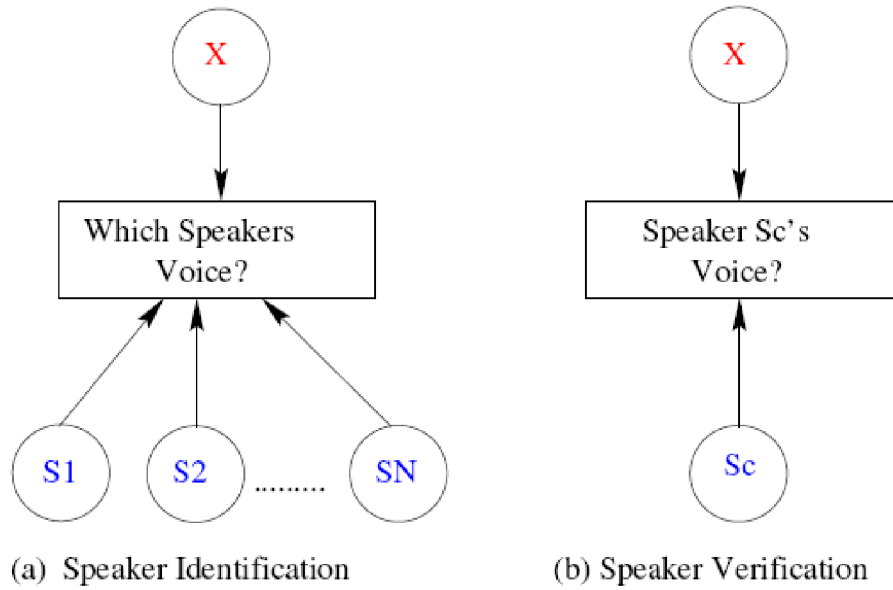 X
Which Speakers
Voice?
S1
S2
.........
SN
(a) Speaker Identification
X
Speaker Sc's
Voice?
Sc
(b) Speaker Verification